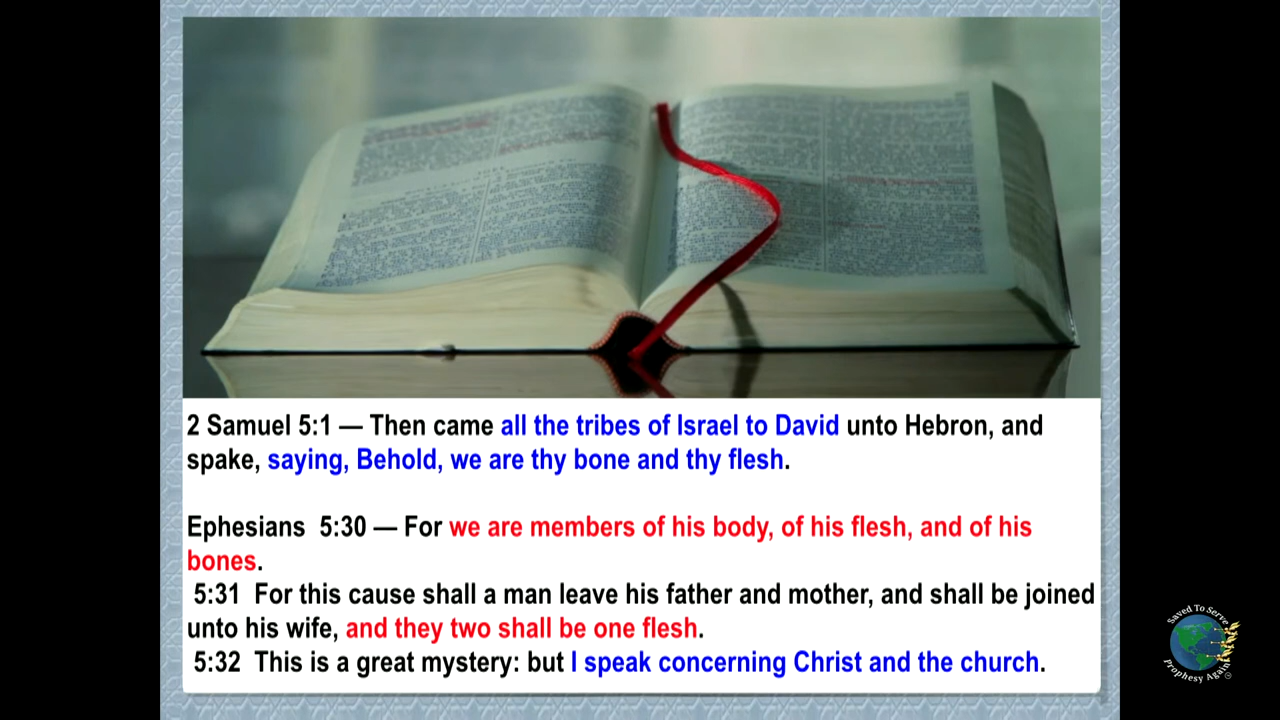 2 Samuel 5:1 — Then came all the tribes of Israel to David unto Hebron, and
spake, saying, Behold, we are thy bone and thy flesh.
Ephesians  5:30 — For we are members of his body, of his flesh, and of his
bones.
5:31  For this cause shall a man leave his father and mother, and shall be joined
unto his wife, and they two shall be one flesh.
5:32  This is a great mystery: but I speak concerning Christ and the church.
Saved To Serve
Prophesy Again